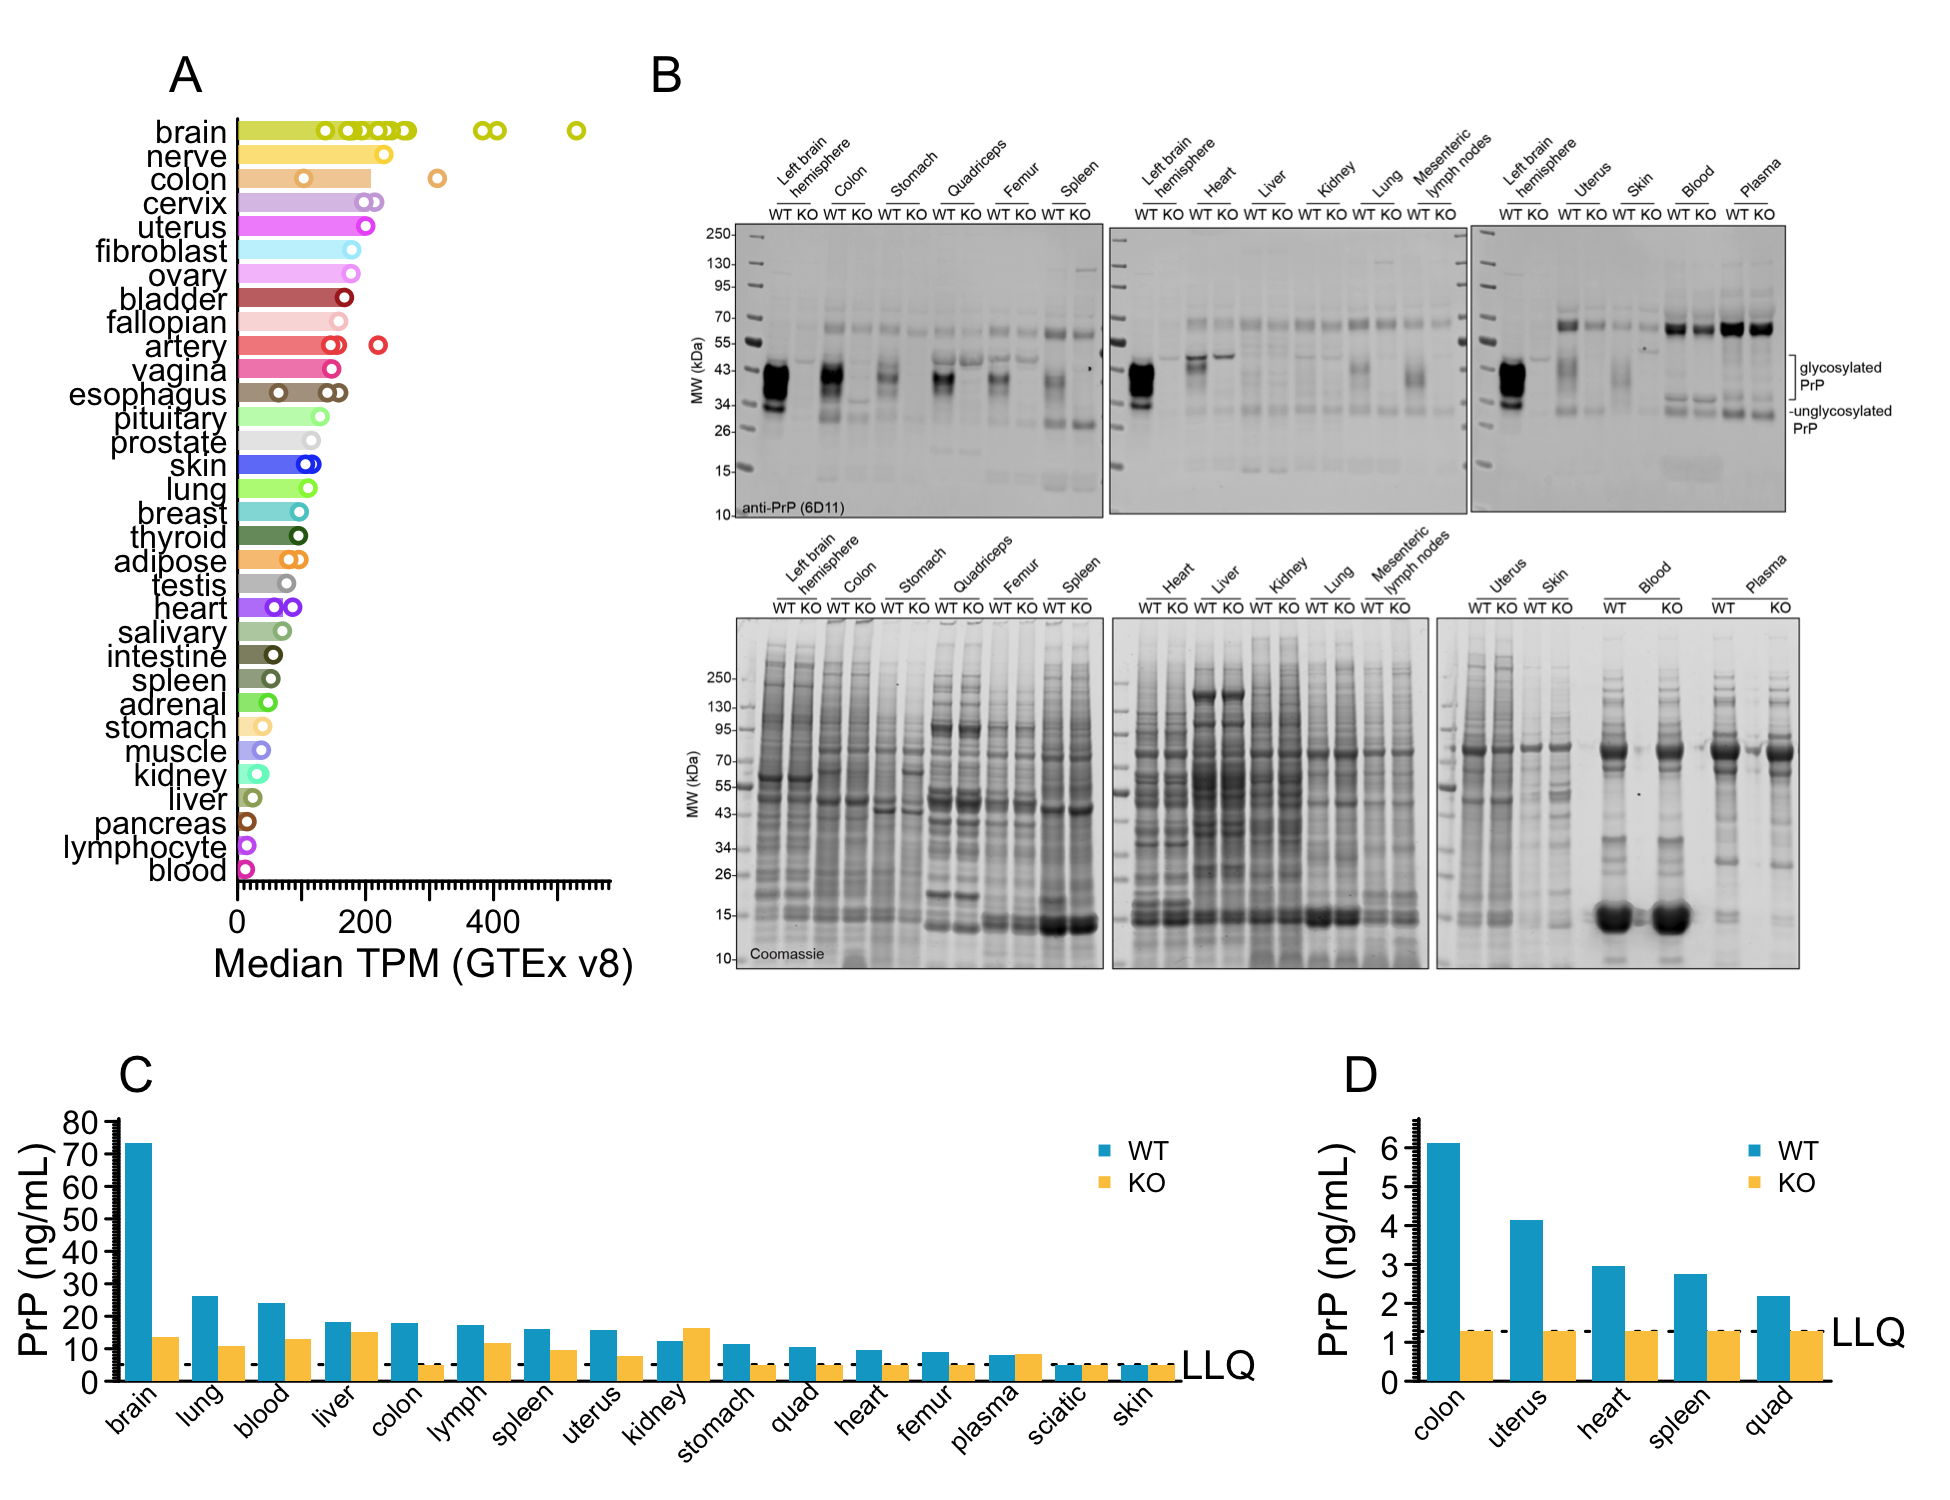 A
brain
nerve
colon
cervix
uterus
fibroblast
ovary
bladder
fallopian
artery
vagina
esophagus
pituitary
prostate
skin
lung
breast
thyroid
adipose
testis
heart
salivary
intestine
spleen
adrenal
stomach
muscle
kidney
liver
pancreas
lymphocyte
blood
0 200 400
Median TPM (GTEx v8)
B
Left brain hemisphere Colon Stomach Quadriceps Femur Spleen
WT KO WT KO WT KO WT KO WT KO WT KO
Left brain hemisphere Heart Liver Kidney Lung Mesenteric lymph nodes
WT KO WT KO WT KO WT KO WT KO WT KO
Left brain hemisphere Uterus Skin Blood Plasma
WT KO WT KO WT KO WT KO WT KO
MW (kDa)
250-
130-
95-
70-
55-
43-
34-
26-
15-
10-
anti-PrP (6D11)
glycosylated
PrP
-unglycosylated
PrP
Left brain hemisphere Colon Stomach Quadriceps Femur Spleen
WT KO WT KO WT KO WT KO WT KO WT KO
Heart Liver Kidney Lung Mesenteric lymph nodes
WT KO WT KO WT KO WT KO WT KO
Uterus Skin Blood Plasma
WT KO WT KO WT KO WT KO
MW (kDa)
250-
130-
95-
70-
55-
43-
34-
26-
15-
10-
Coomassie
C
PrP (ng/mL)
80
70
60
50
40
30
20
10
0
WT
KO
LLQ
brain lung blood liver colon lymph spleen uterus kidney stomach quad heart femur plasma sciatic skin
D
PrP (ng/mL)
6
5
4
3
2
1
0
WT
KO
LLQ
colon uterus heart spleen quad